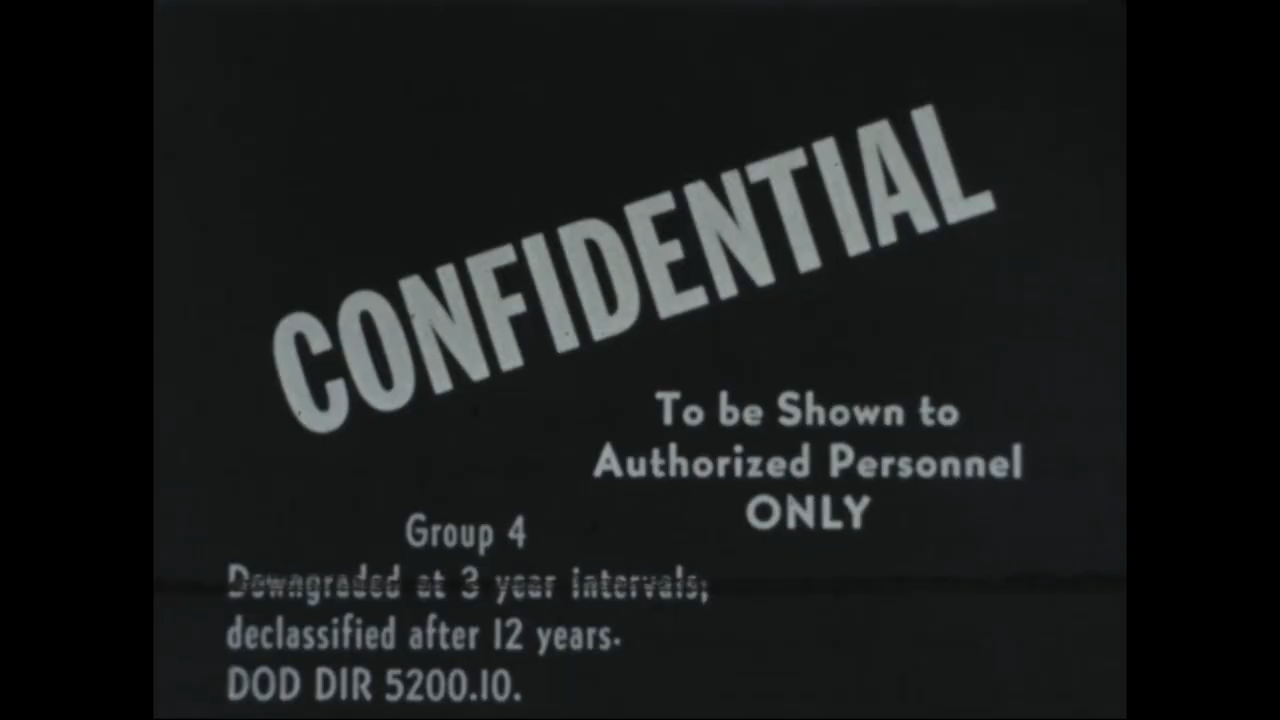 CONFIDENTIAL
To be Shown to
Authorized Personnel
ONLY
Group 4
Downgraded at 3 year intervals;
declassified after 12 years.
DOD DIR 5200.10.